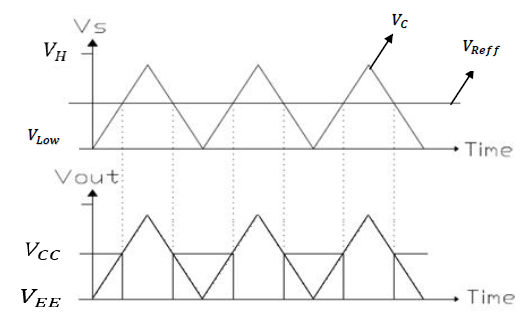 Vs
V_H
V_C
V_Reff
V_Low
Time
Vout
V_CC
V_EE
Time